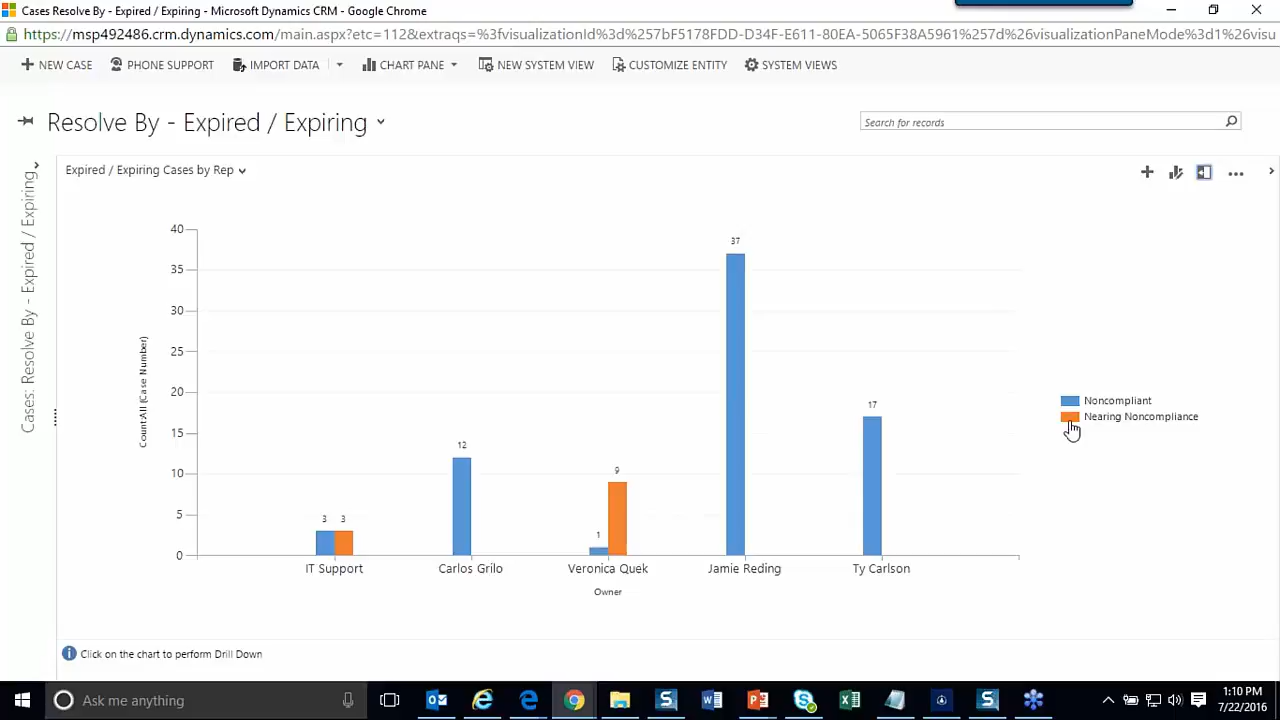 Cases Resolve By - Expired / Expiring - Microsoft Dynamics CRM - Google Chrome
https://msp492486.crm.dynamics.com/main.aspx?etc=112&extraqs=%3fvisualizationId%3d%257bF5178FDD-D34F-E611-80EA-5065F38A5961%257d%26visualizationPaneMode%3d1%26visu
NEW CASE PHONE SUPPORT IMPORT DATA CHART PANE NEW SYSTEM VIEW CUSTOMIZE ENTITY SYSTEM VIEWS
Resolve By - Expired / Expiring
Search for records
Cases: Resolve By - Expired / Expiring
Expired / Expiring Cases by Rep
Count:All (Case Number)
40
35
30
25
20
15
10
5
0
3
3
12
1
9
37
17
IT Support
Carlos Grilo
Veronica Quek
Jamie Reding
Ty Carlson
Owner
Noncompliant
Nearing Noncompliance
Click on the chart to perform Drill Down
Ask me anything
1:10 PM
7/22/2016